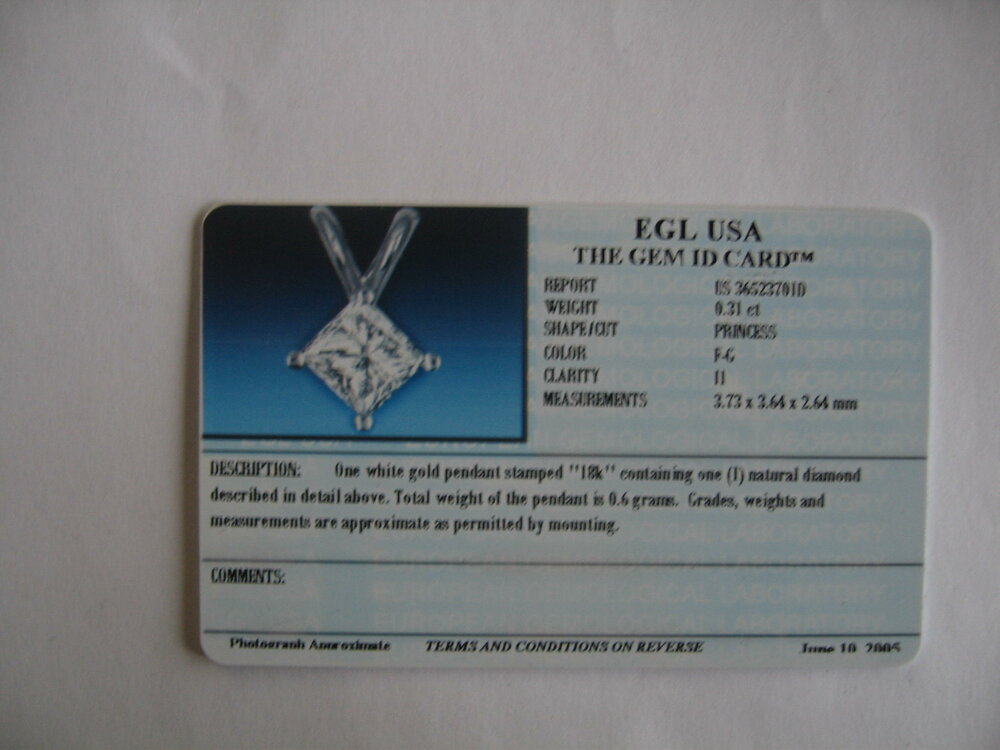 EGL USA
THE GEM ID CARD™
REPORT US 36523701D
WEIGHT 0.31 ct
SHAPE/CUT PRINCESS
COLOR F-G
CLARITY I1
MEASUREMENTS 3.73 x 3.64 x 2.64 mm
DESCRIPTION: One white gold pendant stamped "18k" containing one (1) natural diamond
described in detail above. Total weight of the pendant is 0.6 grams. Grades, weights and
measurements are approximate as permitted by mounting.
COMMENTS:
Photograph Approximate TERMS AND CONDITIONS ON REVERSE June 10, 2005